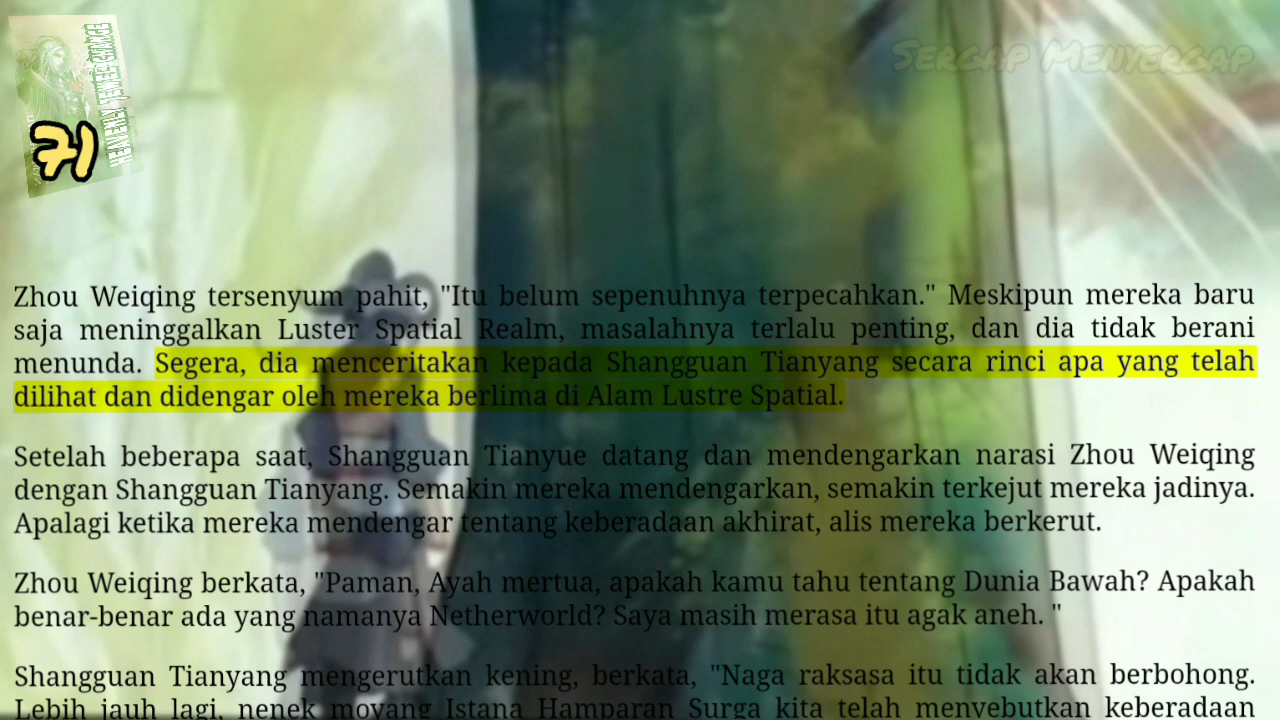 Sergap Menyergap
HEAVENLY JEWEL CHANGE
71
Zhou Weiqing tersenyum pahit, "Itu belum sepenuhnya terpecahkan." Meskipun mereka baru
saja meninggalkan Luster Spatial Realm, masalahnya terlalu penting, dan dia tidak berani
menunda. Segera, dia menceritakan kepada Shangguan Tianyang secara rinci apa yang telah
dilihat dan didengar oleh mereka berlima di Alam Lustre Spatial.
Setelah beberapa saat, Shangguan Tianyue datang dan mendengarkan narasi Zhou Weiqing
dengan Shangguan Tianyang. Semakin mereka mendengarkan, semakin terkejut mereka jadinya.
Apalagi ketika mereka mendengar tentang keberadaan akhirat, alis mereka berkerut.
Zhou Weiqing berkata, "Paman, Ayah mertua, apakah kamu tahu tentang Dunia Bawah? Apakah
benar-benar ada yang namanya Netherworld? Saya masih merasa itu agak aneh. "
Shangguan Tianyang mengerutkan kening, berkata, "Naga raksasa itu tidak akan berbohong.
Lebih jauh lagi, nenek moyang Istana Hamparan Surga kita telah menyebutkan keberadaan